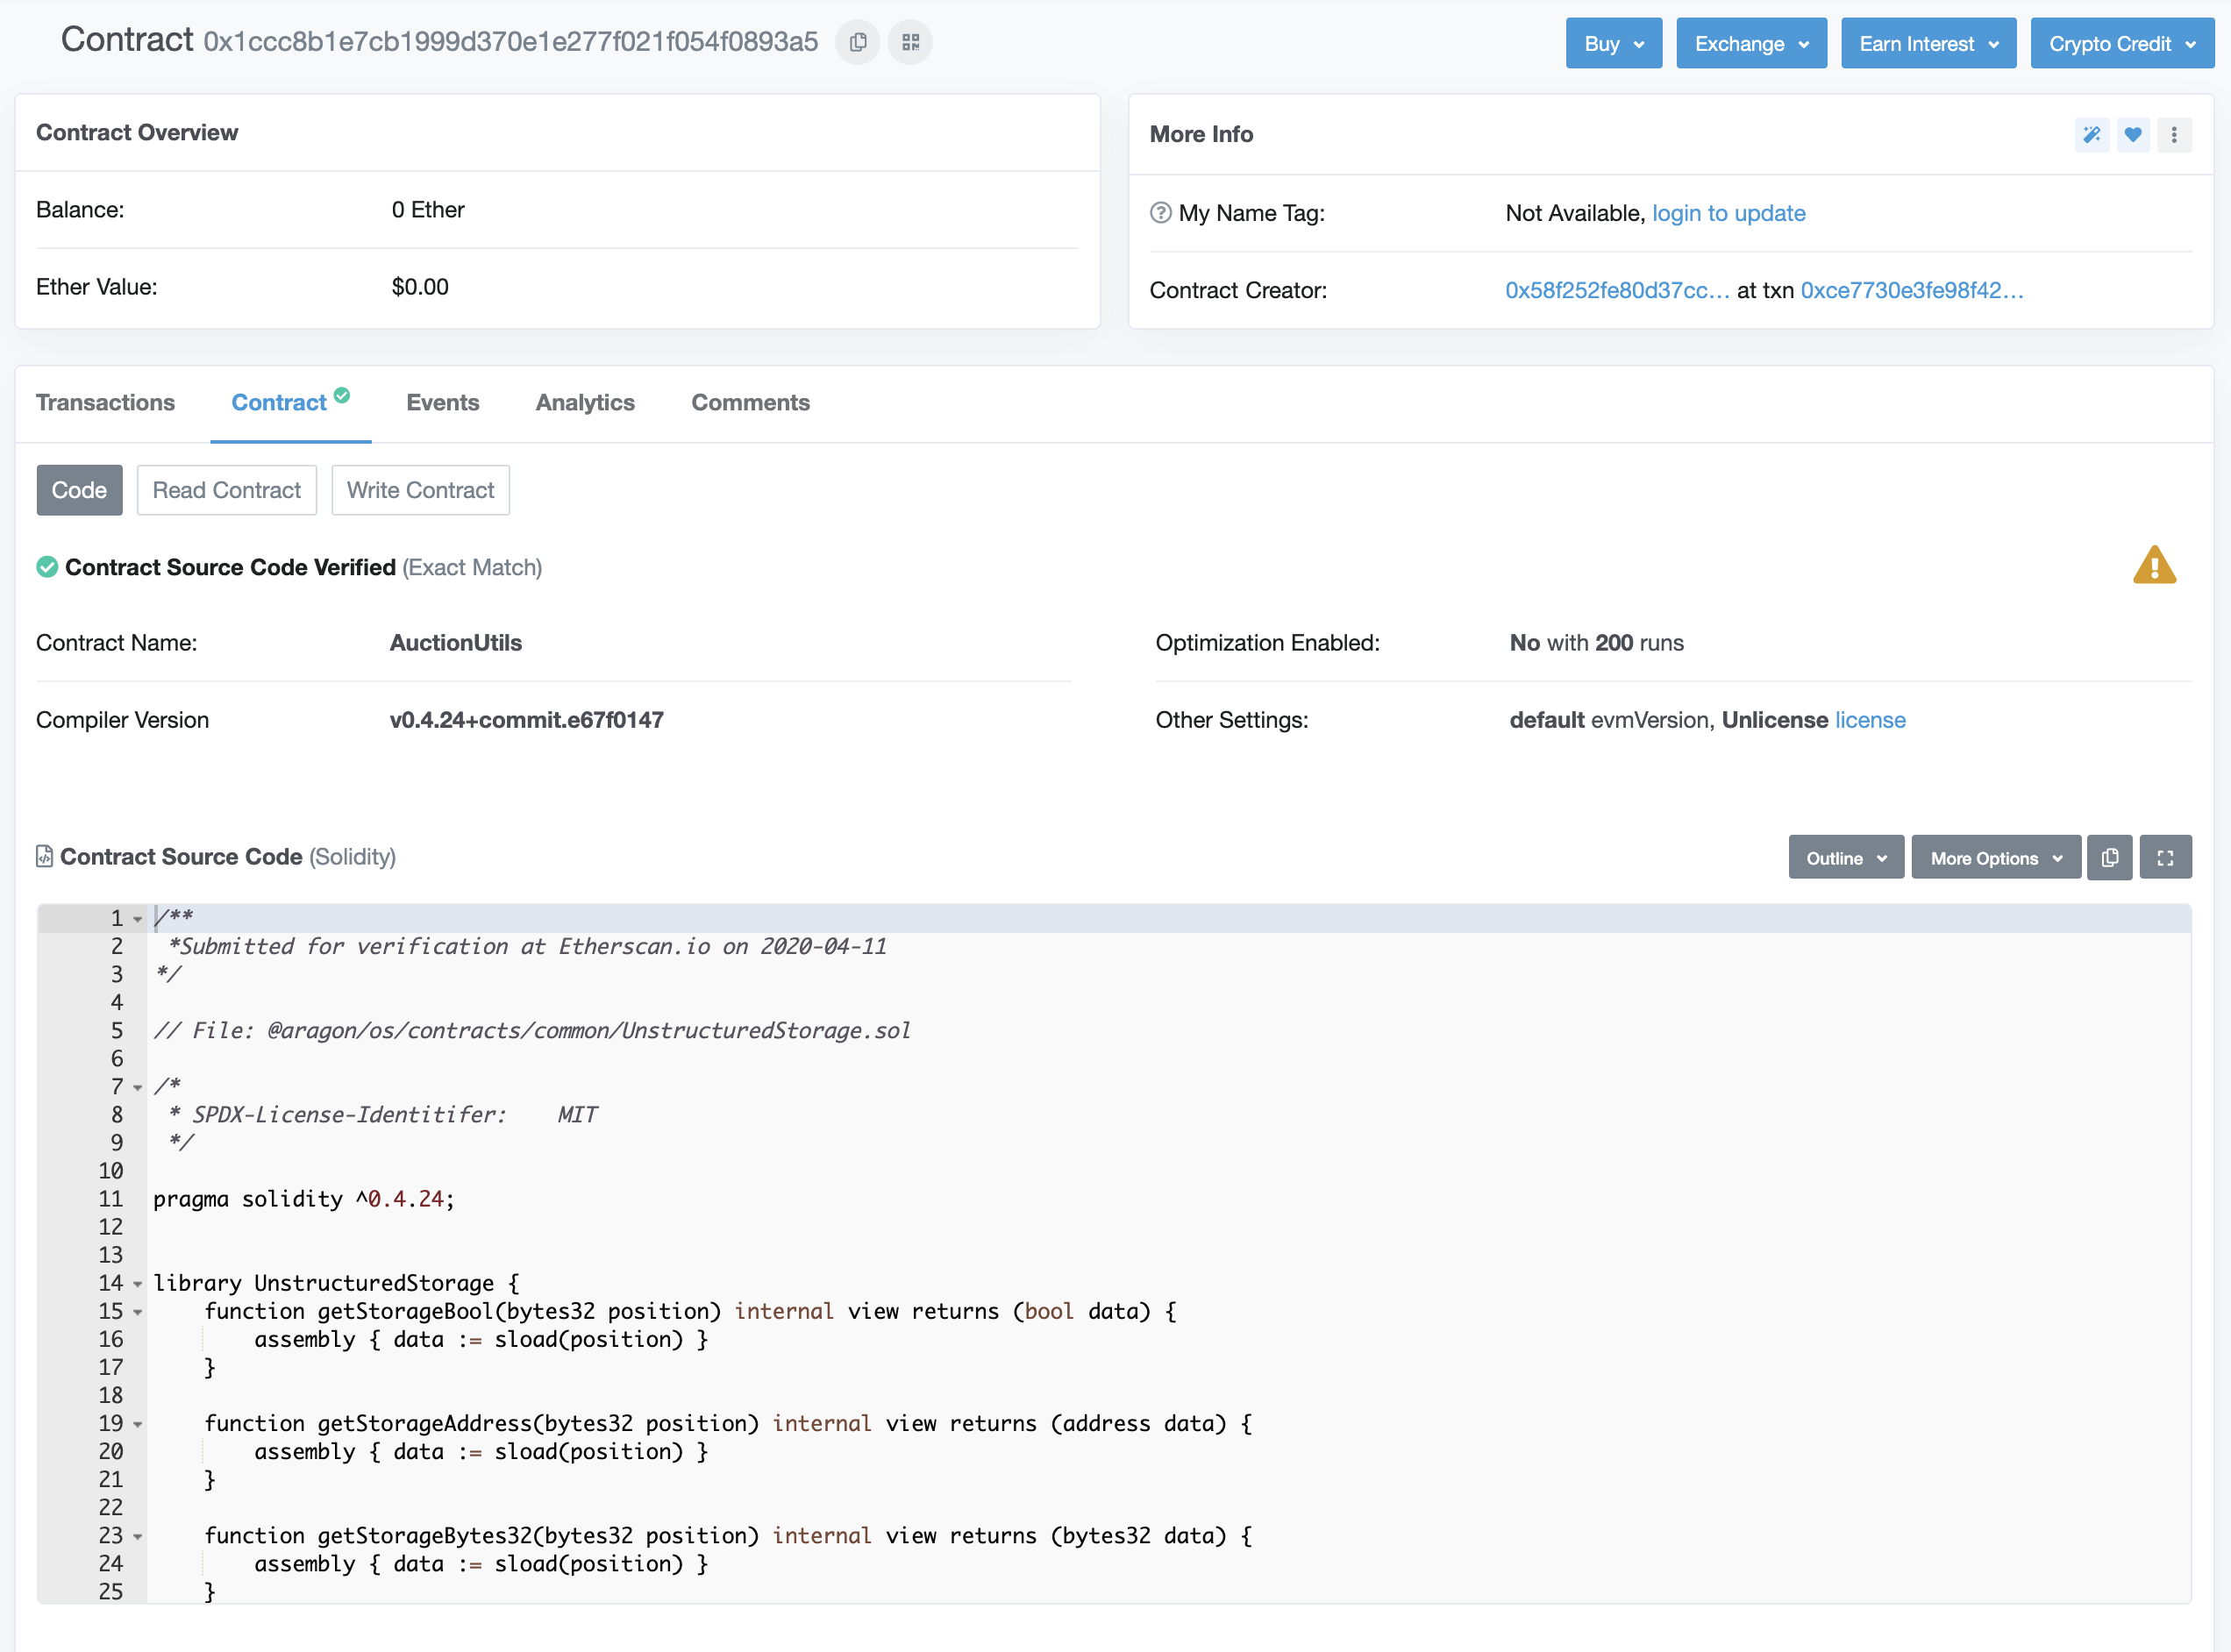 Contract 0x1ccc8b1e7cb1999d370e1e277f021f054f0893a5
Buy
Exchange
Earn Interest
Crypto Credit
Contract Overview
Balance: 0 Ether
Ether Value: $0.00
More Info
My Name Tag: Not Available, login to update
Contract Creator: 0x58f252fe80d37cc... at txn 0xce7730e3fe98f42...
Transactions
Contract
Events
Analytics
Comments
Code
Read Contract
Write Contract
Contract Source Code Verified (Exact Match)
Contract Name: AuctionUtils
Compiler Version v0.4.24+commit.e67f0147
Optimization Enabled: No with 200 runs
Other Settings: default evmVersion, Unlicense license
Contract Source Code (Solidity)
Outline
More Options
1 /**
2  *Submitted for verification at Etherscan.io on 2020-04-11
3 */
4
5 // File: @aragon/os/contracts/common/UnstructuredStorage.sol
6
7 /*
8  * SPDX-License-Identitifer:    MIT
9  */
10
11 pragma solidity ^0.4.24;
12
13
14 library UnstructuredStorage {
15     function getStorageBool(bytes32 position) internal view returns (bool data) {
16         assembly { data := sload(position) }
17     }
18
19     function getStorageAddress(bytes32 position) internal view returns (address data) {
20         assembly { data := sload(position) }
21     }
22
23     function getStorageBytes32(bytes32 position) internal view returns (bytes32 data) {
24         assembly { data := sload(position) }
25     }